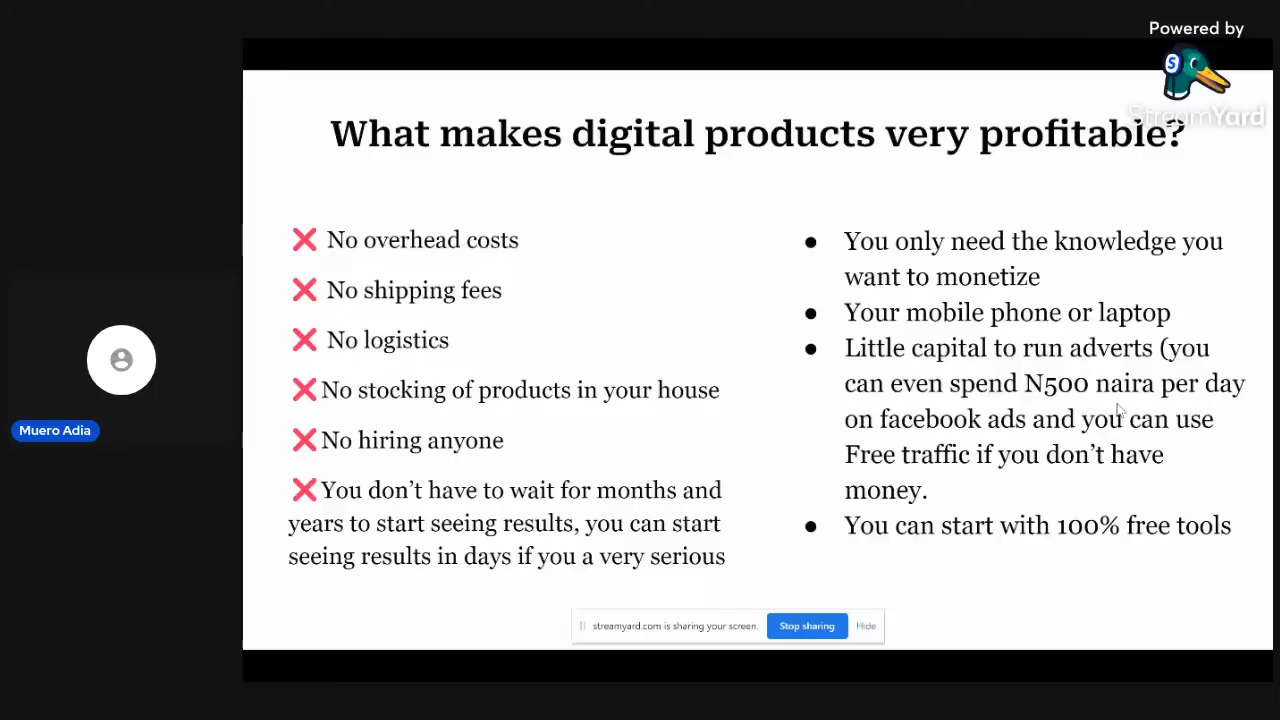 Powered by
StreamYard
What makes digital products very profitable?
❌ No overhead costs
❌ No shipping fees
❌ No logistics
❌ No stocking of products in your house
❌ No hiring anyone
❌ You don't have to wait for months and
years to start seeing results, you can start
seeing results in days if you a very serious
● You only need the knowledge you
want to monetize
● Your mobile phone or laptop
● Little capital to run adverts (you
can even spend N500 naira per day
on facebook ads and you can use
Free traffic if you don't have
money.
● You can start with 100% free tools
Muero Adia
streamyard.com is sharing your screen.
Stop sharing
Hide